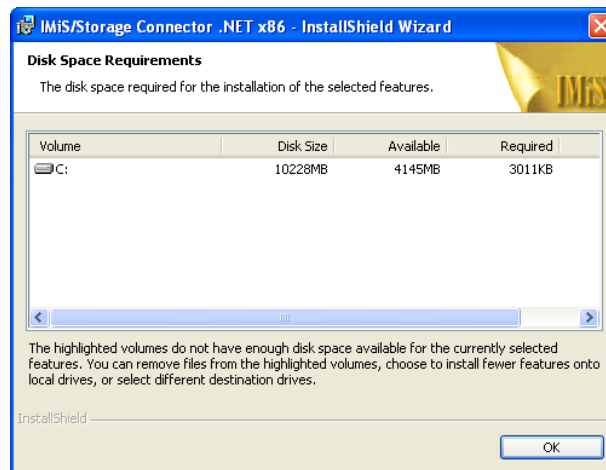 IMiS/Storage Connector .NET x86 - InstallShield Wizard
Disk Space Requirements
The disk space required for the installation of the selected features.
IMiS
Volume Disk Size Available Required
C: 10228MB 4145MB 3011KB
The highlighted volumes do not have enough disk space available for the currently selected
features. You can remove files from the highlighted volumes, choose to install fewer features onto
local drives, or select different destination drives.
InstallShield
OK